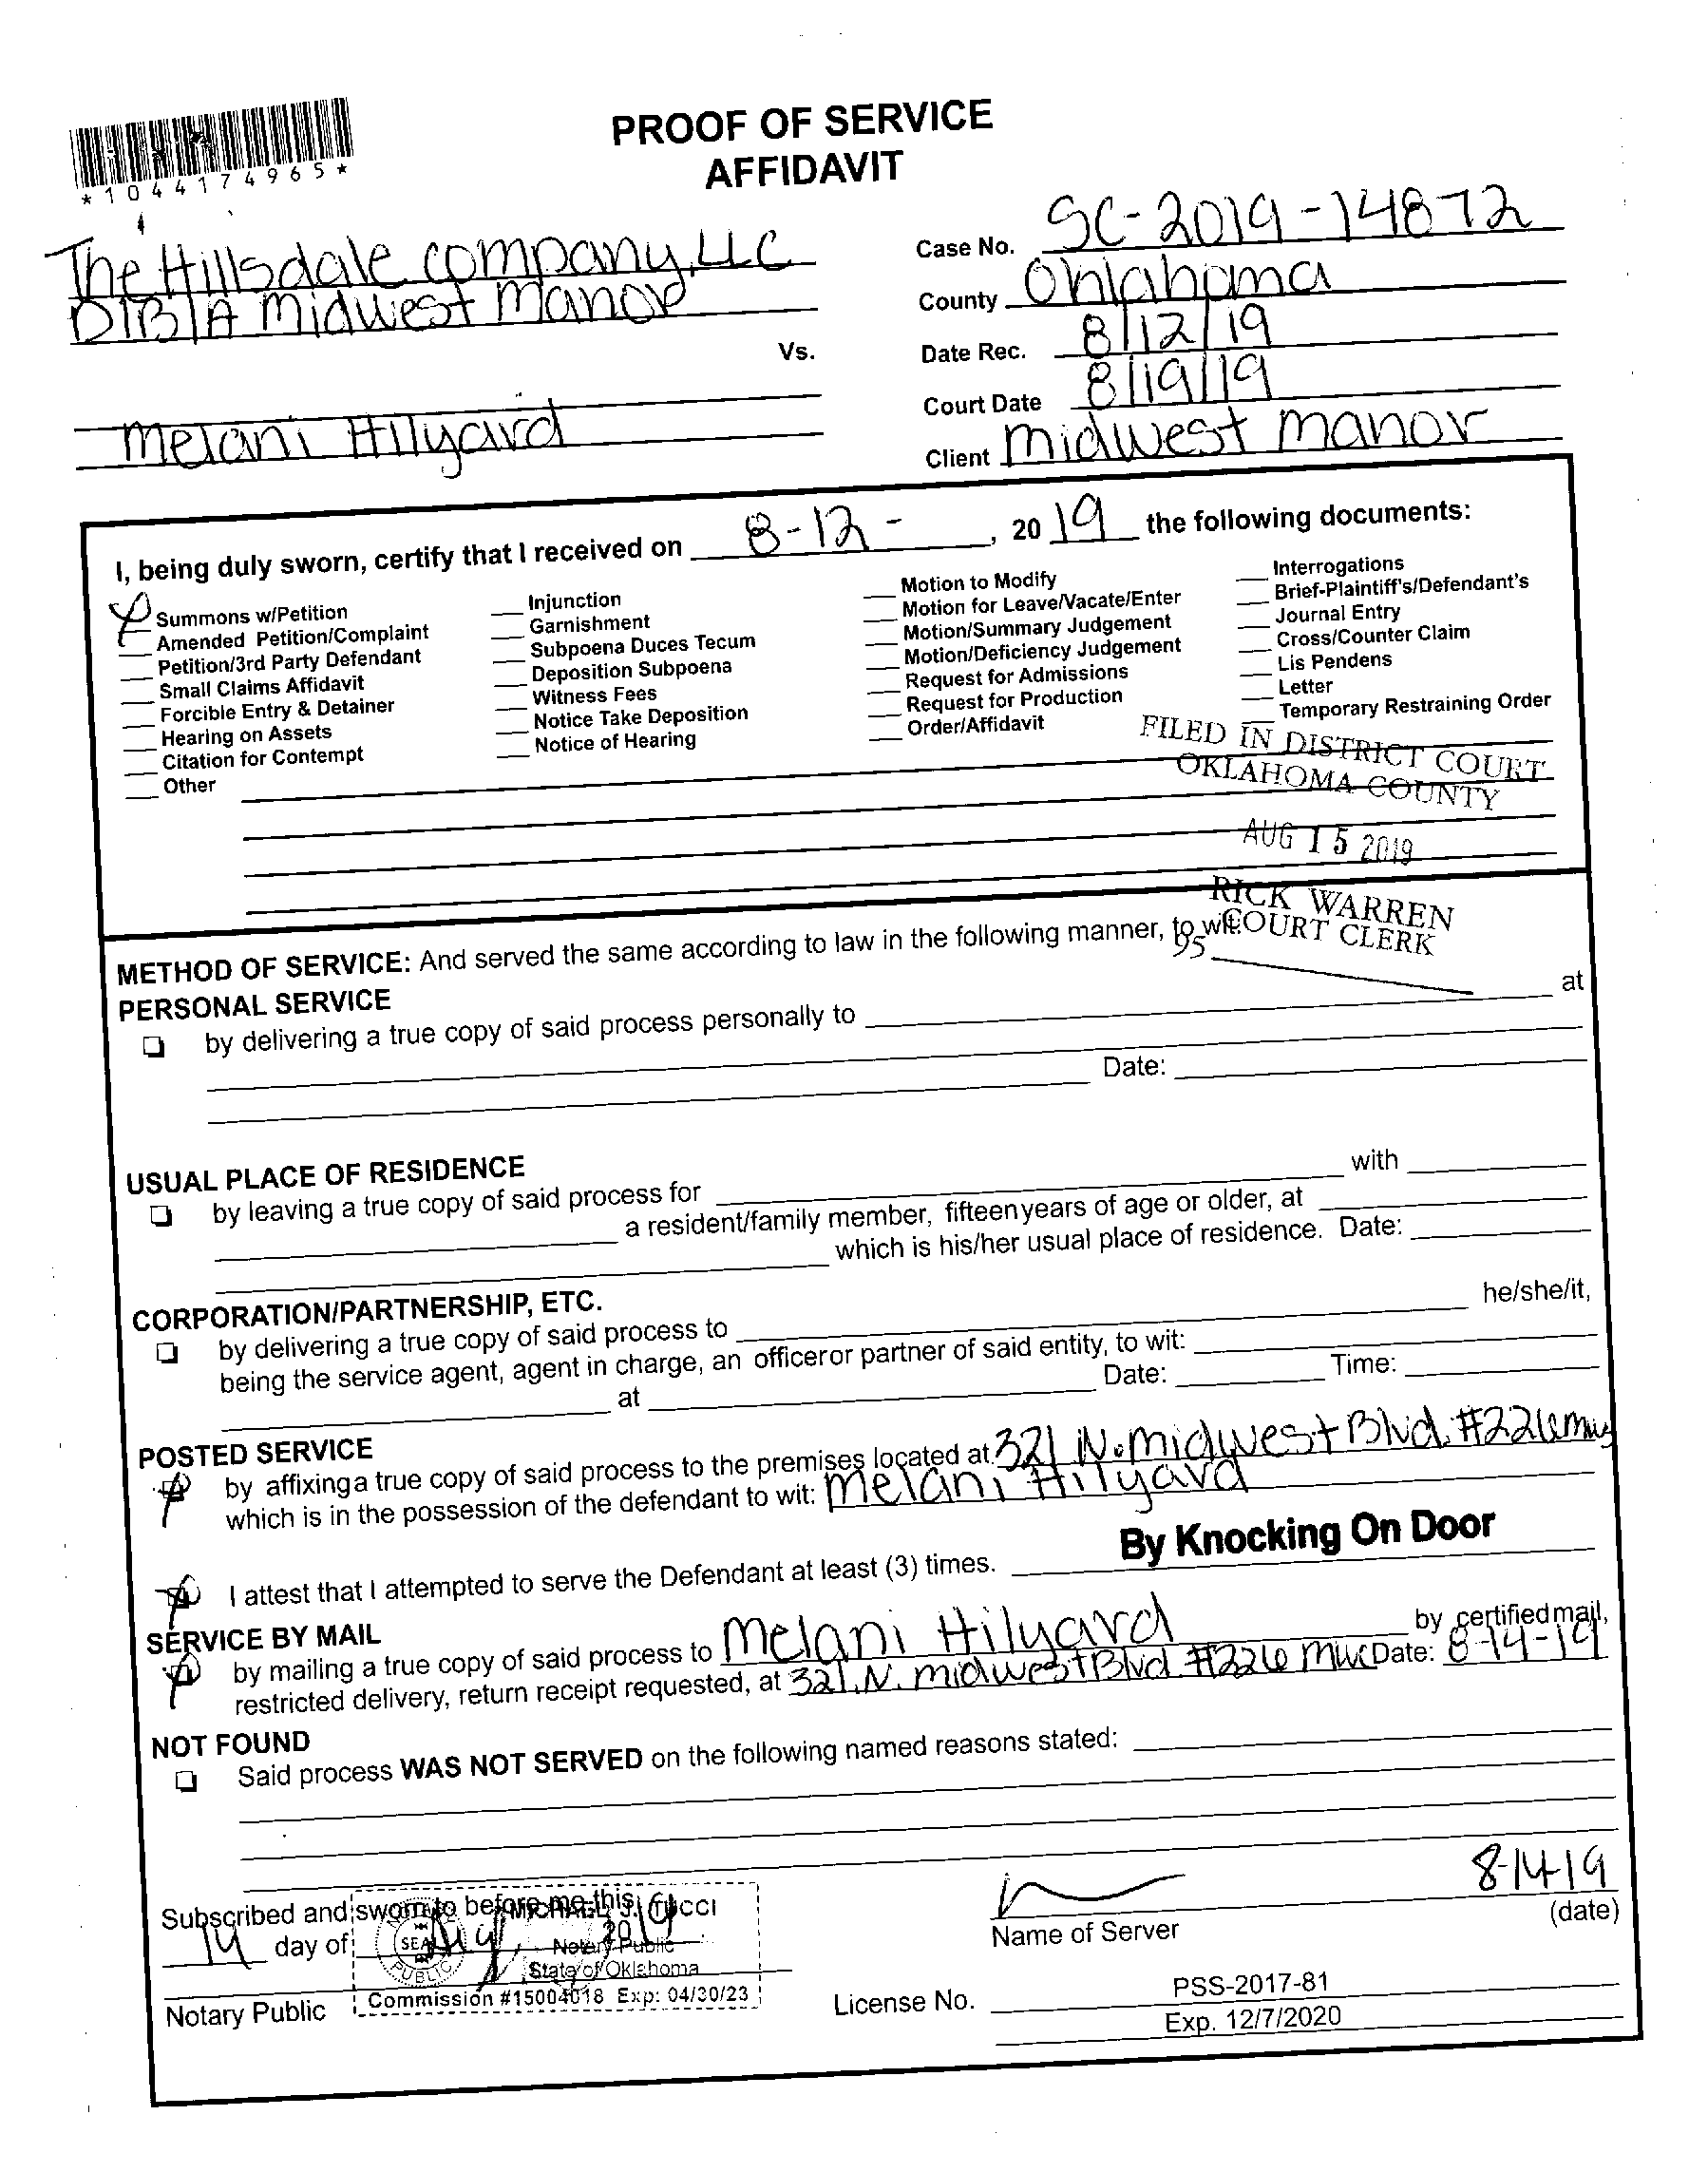 PROOF OF SERVICE
AFFIDAVIT
*1044174965*
The Hillsdale company, LLC
D/B/A Midwest Manor
Vs.
Melani Hilyard
Case No. SC-2019-14872
County Oklahoma
Date Rec. 8/12/19
Court Date 8/19/19
Client Midwest Manor
I, being duly sworn, certify that I received on 8-12- , 20 19 the following documents:
Summons w/Petition
Amended Petition/Complaint
Petition/3rd Party Defendant
Small Claims Affidavit
Forcible Entry & Detainer
Hearing on Assets
Citation for Contempt
Other
Injunction
Garnishment
Subpoena Duces Tecum
Deposition Subpoena
Witness Fees
Notice Take Deposition
Notice of Hearing
Motion to Modify
Motion for Leave/Vacate/Enter
Motion/Summary Judgement
Motion/Deficiency Judgement
Request for Admissions
Request for Production
Order/Affidavit
Interrogations
Brief-Plaintiff's/Defendant's
Journal Entry
Cross/Counter Claim
Lis Pendens
Letter
Temporary Restraining Order
FILED IN DISTRICT COURT
OKLAHOMA COUNTY
AUG 15 2019
RICK WARREN
COURT CLERK
95
METHOD OF SERVICE: And served the same according to law in the following manner, to wit:
PERSONAL SERVICE
by delivering a true copy of said process personally to at
Date:
USUAL PLACE OF RESIDENCE
by leaving a true copy of said process for with
a resident/family member, fifteenyears of age or older, at
which is his/her usual place of residence. Date:
CORPORATION/PARTNERSHIP, ETC.
by delivering a true copy of said process to he/she/it,
being the service agent, agent in charge, an officeror partner of said entity, to wit:
at Date: Time:
POSTED SERVICE
by affixinga true copy of said process to the premises located at 321 N. Midwest Blvd. #226 MWC
which is in the possession of the defendant to wit: Melani Hilyard
By Knocking On Door
I attest that I attempted to serve the Defendant at least (3) times.
SERVICE BY MAIL
by mailing a true copy of said process to Melani Hilyard by certifiedmail,
restricted delivery, return receipt requested, at 321. N. Midwest Blvd #226 MWC Date: 8-14-19
NOT FOUND
Said process WAS NOT SERVED on the following named reasons stated:
Subscribed and sworn to before me this
14 day of Aug, 2019
MICHAEL J. TUCCI
SEAL
PUBLIC
Notary Public
State of Oklahoma
Commission #15004018 Exp: 04/30/23
Notary Public
8-14-19
Name of Server (date)
License No. PSS-2017-81
Exp. 12/7/2020